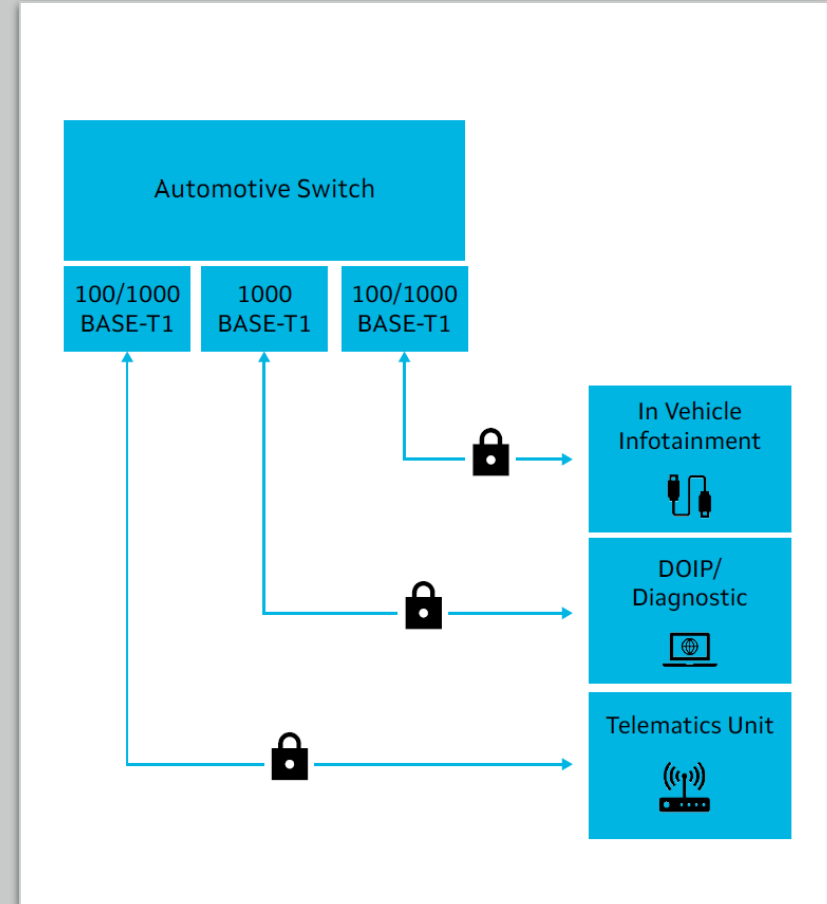 Automotive Switch
100/1000
BASE-T1
1000
BASE-T1
100/1000
BASE-T1
In Vehicle
Infotainment
DOIP/
Diagnostic
Telematics Unit